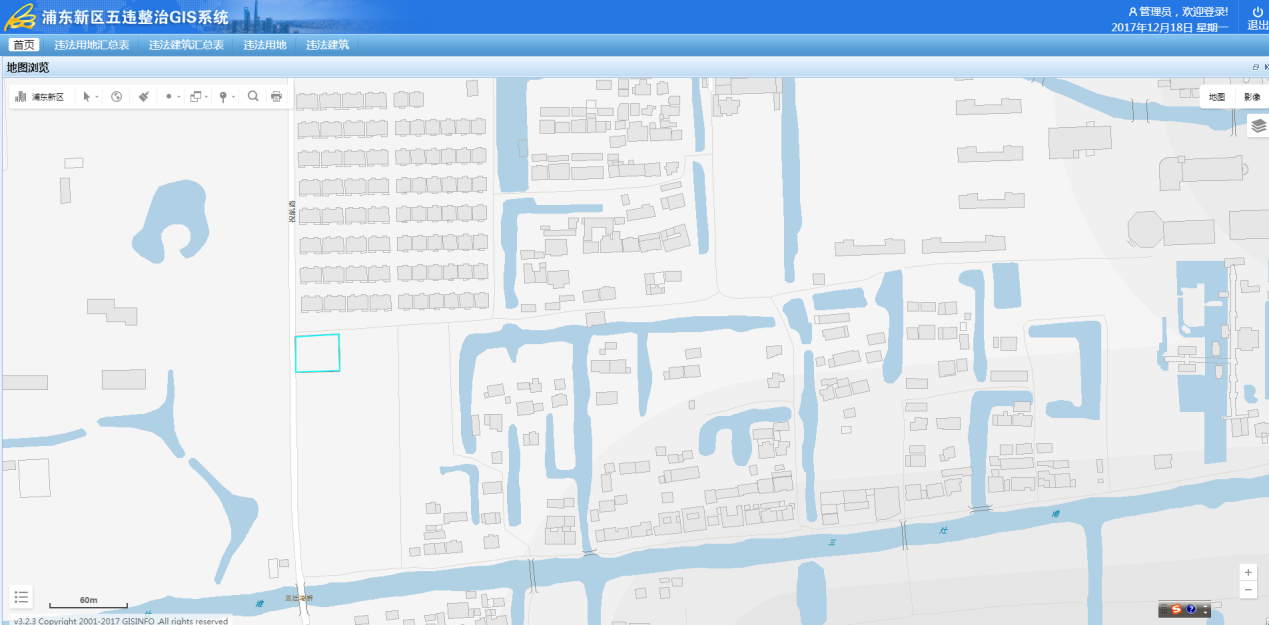 浦东新区五违整治GIS系统
管理员，欢迎登录!
2017年12月18日 星期一
退出
首页 违法用地汇总表 违法建筑汇总表 违法用地 违法建筑
地图浏览
浦东新区
地图 影像
三
灶
港
灶
港
60m
v3.2.3 Copyright 2001-2017 GISINFO .All rights reserved